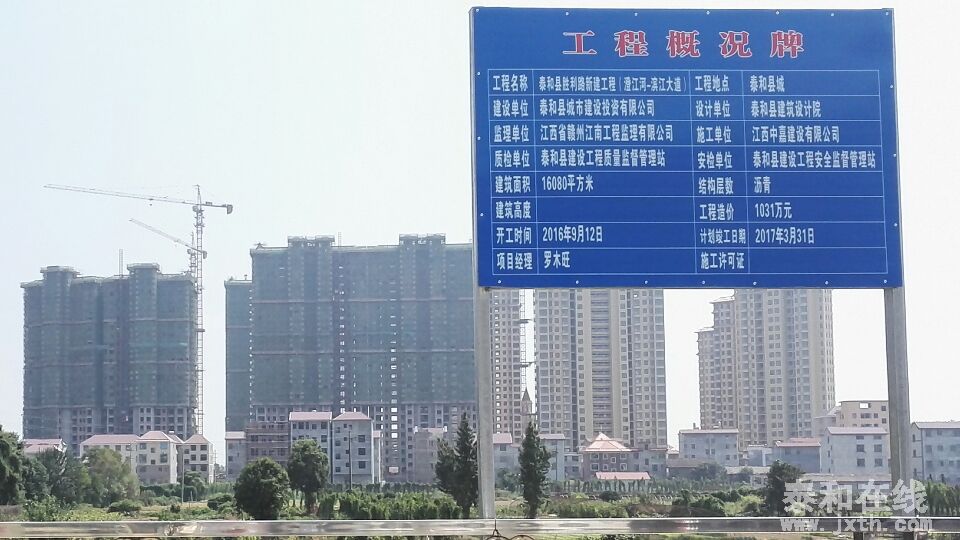 工程概况牌
工程名称 泰和县胜利路新建工程（澄江河-滨江大道） 工程地点 泰和县城
建设单位 泰和县城市建设投资有限公司 设计单位 泰和县建筑设计院
监理单位 江西省赣州江南工程监理有限公司 施工单位 江西中嘉建设有限公司
质检单位 泰和县建设工程质量监督管理站 安检单位 泰和县建设工程安全监督管理站
建筑面积 16080平方米 结构层数 沥青
建筑高度 工程造价 1031万元
开工时间 2016年9月12日 计划竣工日期 2017年3月31日
项目经理 罗木旺 施工许可证
泰和在线
www.jxth.com